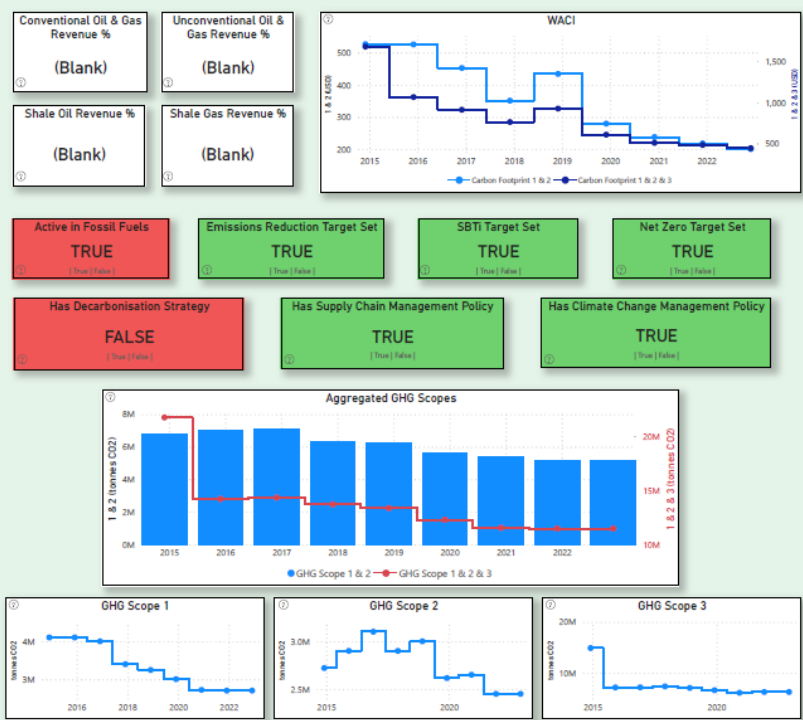 Conventional Oil & Gas
Revenue %
(Blank)
Unconventional Oil &
Gas Revenue %
(Blank)
Shale Oil Revenue %
(Blank)
Shale Gas Revenue %
(Blank)
WACI
500
400
300
200
1 & 2 (USD)
1,500
1,000
500
1 & 2 & 3 (USD)
2015 2016 2017 2018 2019 2020 2021 2022
Carbon Footprint 1 & 2 Carbon Footprint 1 & 2 & 3
Active in Fossil Fuels
TRUE
| True | False |
Emissions Reduction Target Set
TRUE
| True | False |
SBTi Target Set
TRUE
| True | False |
Net Zero Target Set
TRUE
| True | False |
Has Decarbonisation Strategy
FALSE
| True | False |
Has Supply Chain Management Policy
TRUE
| True | False |
Has Climate Change Management Policy
TRUE
| True | False |
Aggregated GHG Scopes
8M
6M
4M
2M
0M
1 & 2 (tonnes CO2)
20M
15M
10M
1 & 2 & 3 (tonnes CO2)
2015 2016 2017 2018 2019 2020 2021 2022
GHG Scope 1 & 2 GHG Scope 1 & 2 & 3
GHG Scope 1
tonnes CO2
4M
3M
2016 2018 2020 2022
GHG Scope 2
tonnes CO2
3.0M
2.5M
2015 2020
GHG Scope 3
tonnes CO2
20M
10M
2015 2020